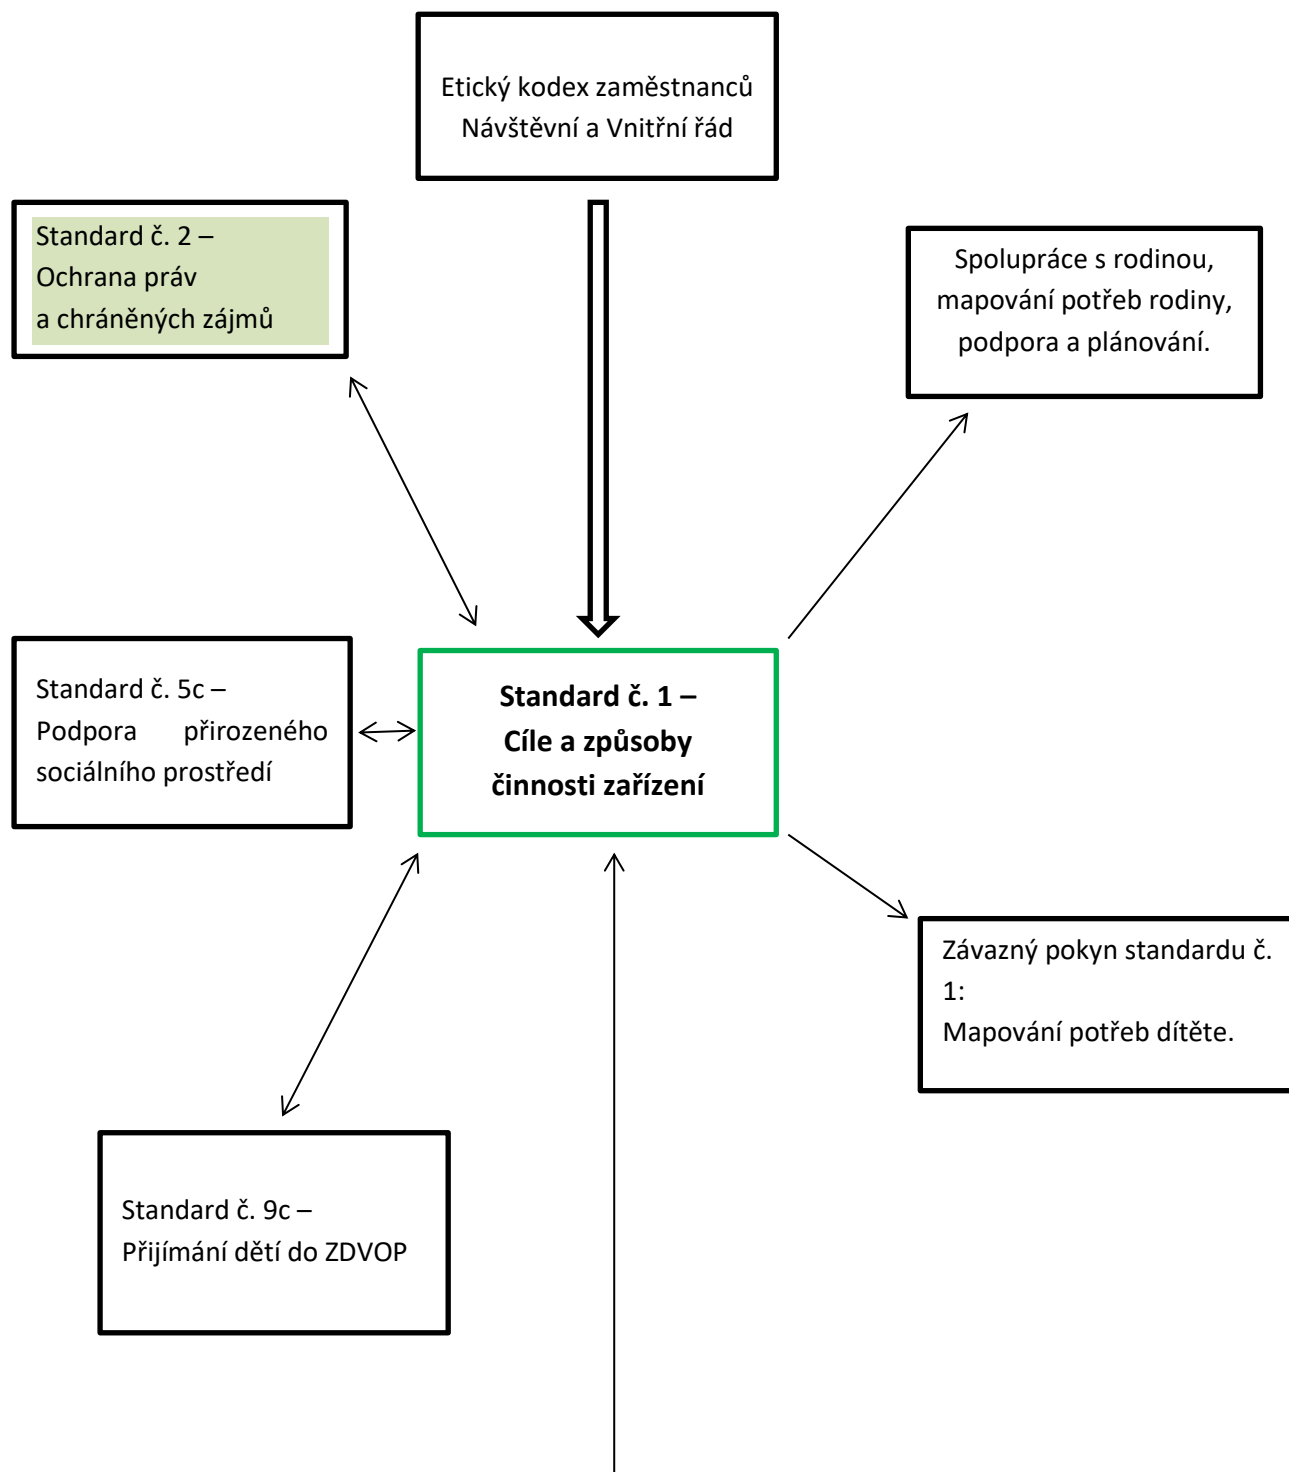 Etický kodex zaměstnanců
Návštěvní a Vnitřní řád
Standard č. 2 –
Ochrana práv
a chráněných zájmů
Spolupráce s rodinou,
mapování potřeb rodiny,
podpora a plánování.
Standard č. 5c –
Podpora přirozeného
sociálního prostředí
Standard č. 1 –
Cíle a způsoby
činnosti zařízení
Závazný pokyn standardu č.
1:
Mapování potřeb dítěte.
Standard č. 9c –
Přijímání dětí do ZDVOP